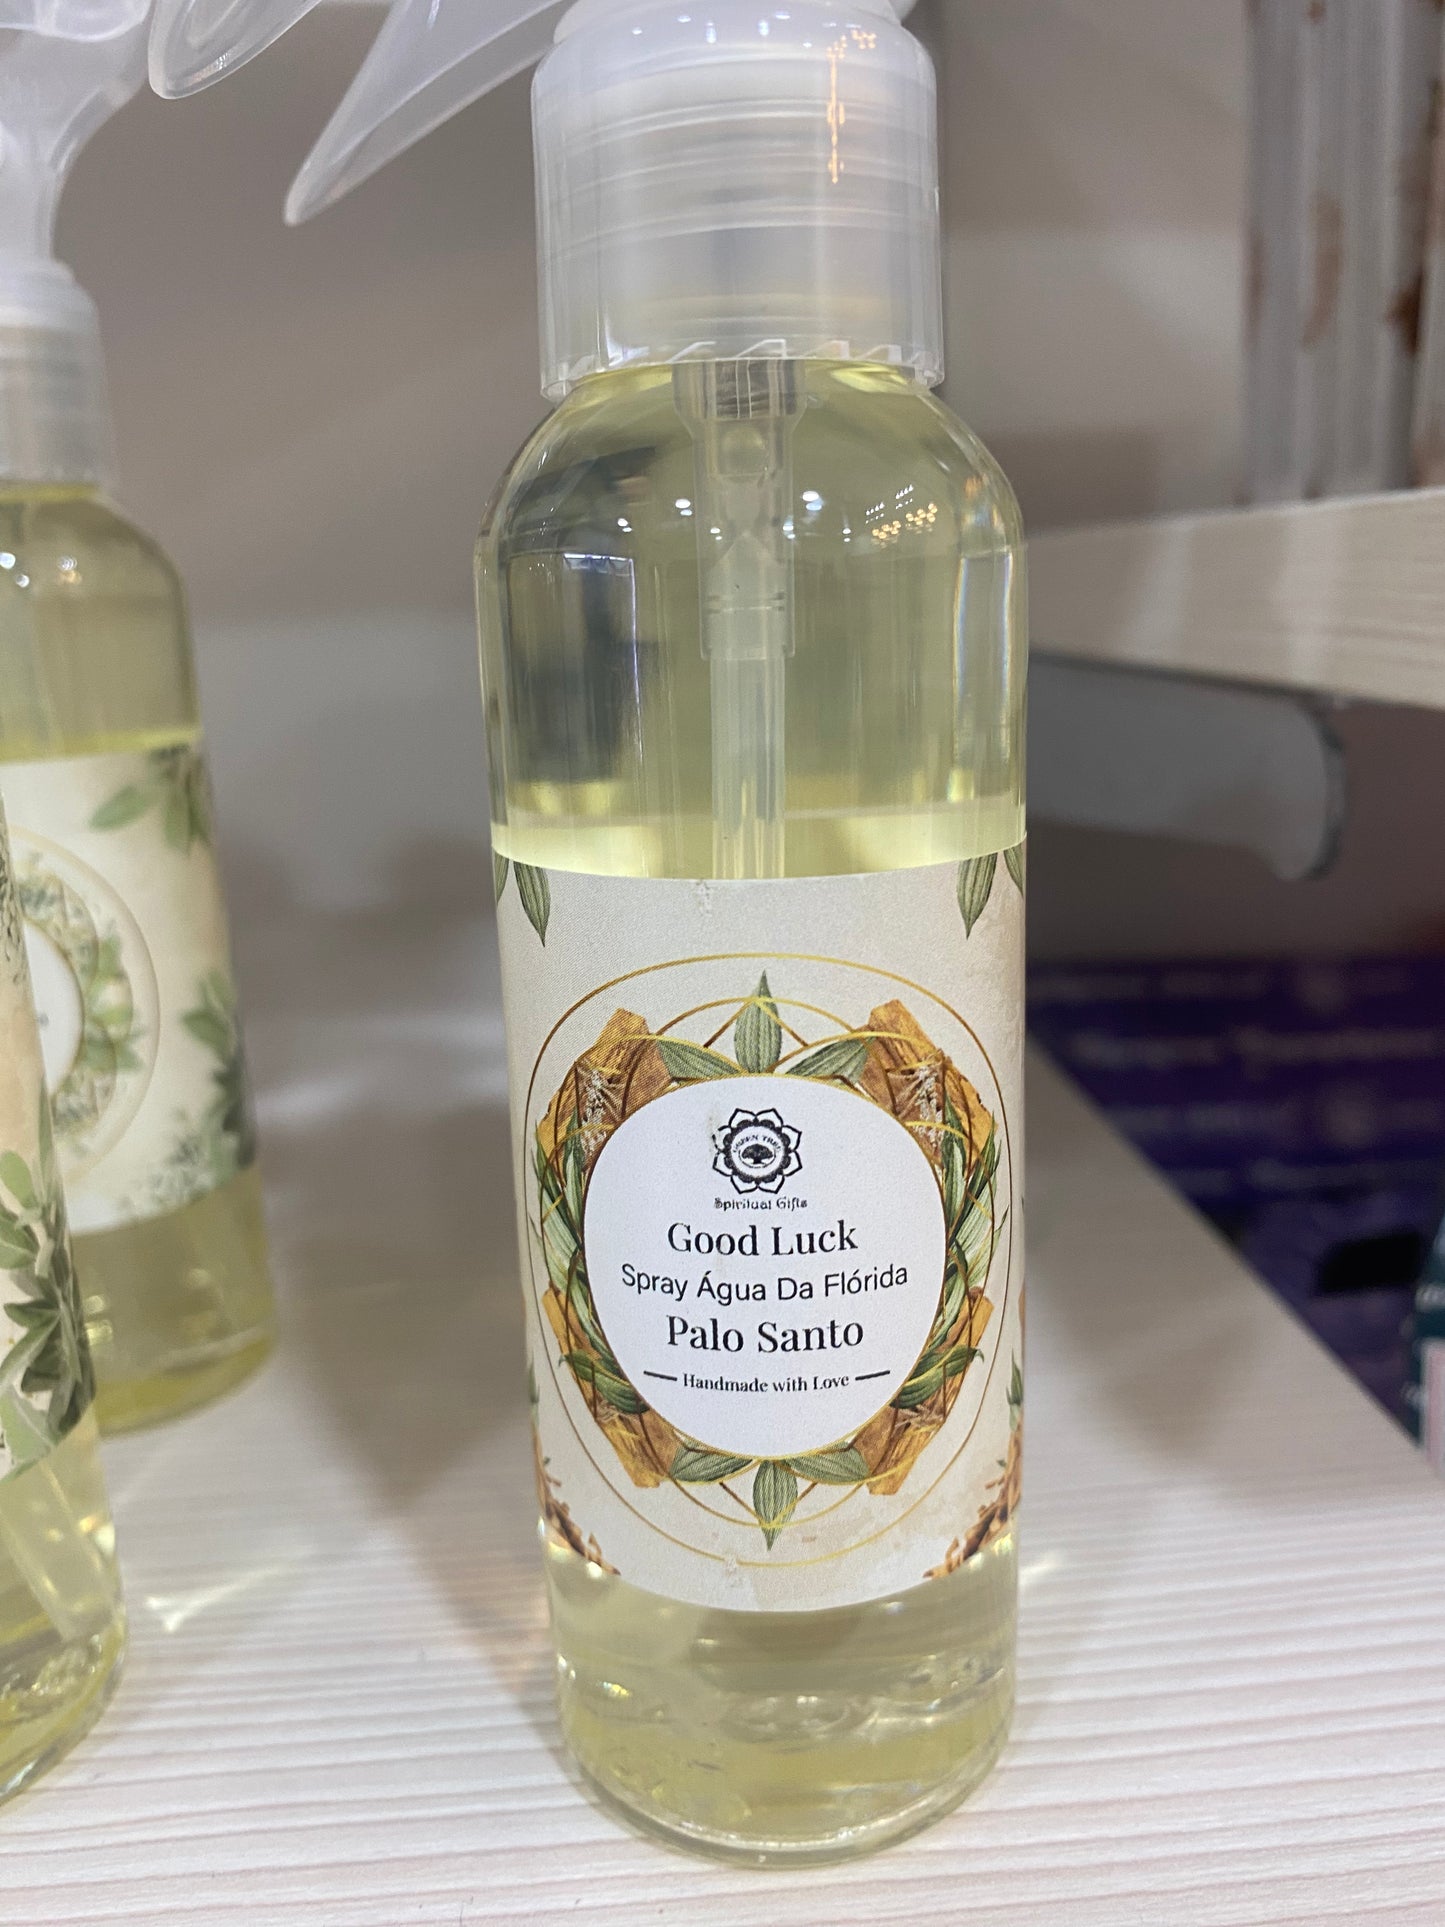 Spiritual Gifts
Good Luck
Spray Água Da Flórida
Palo Santo
Handmade with Love